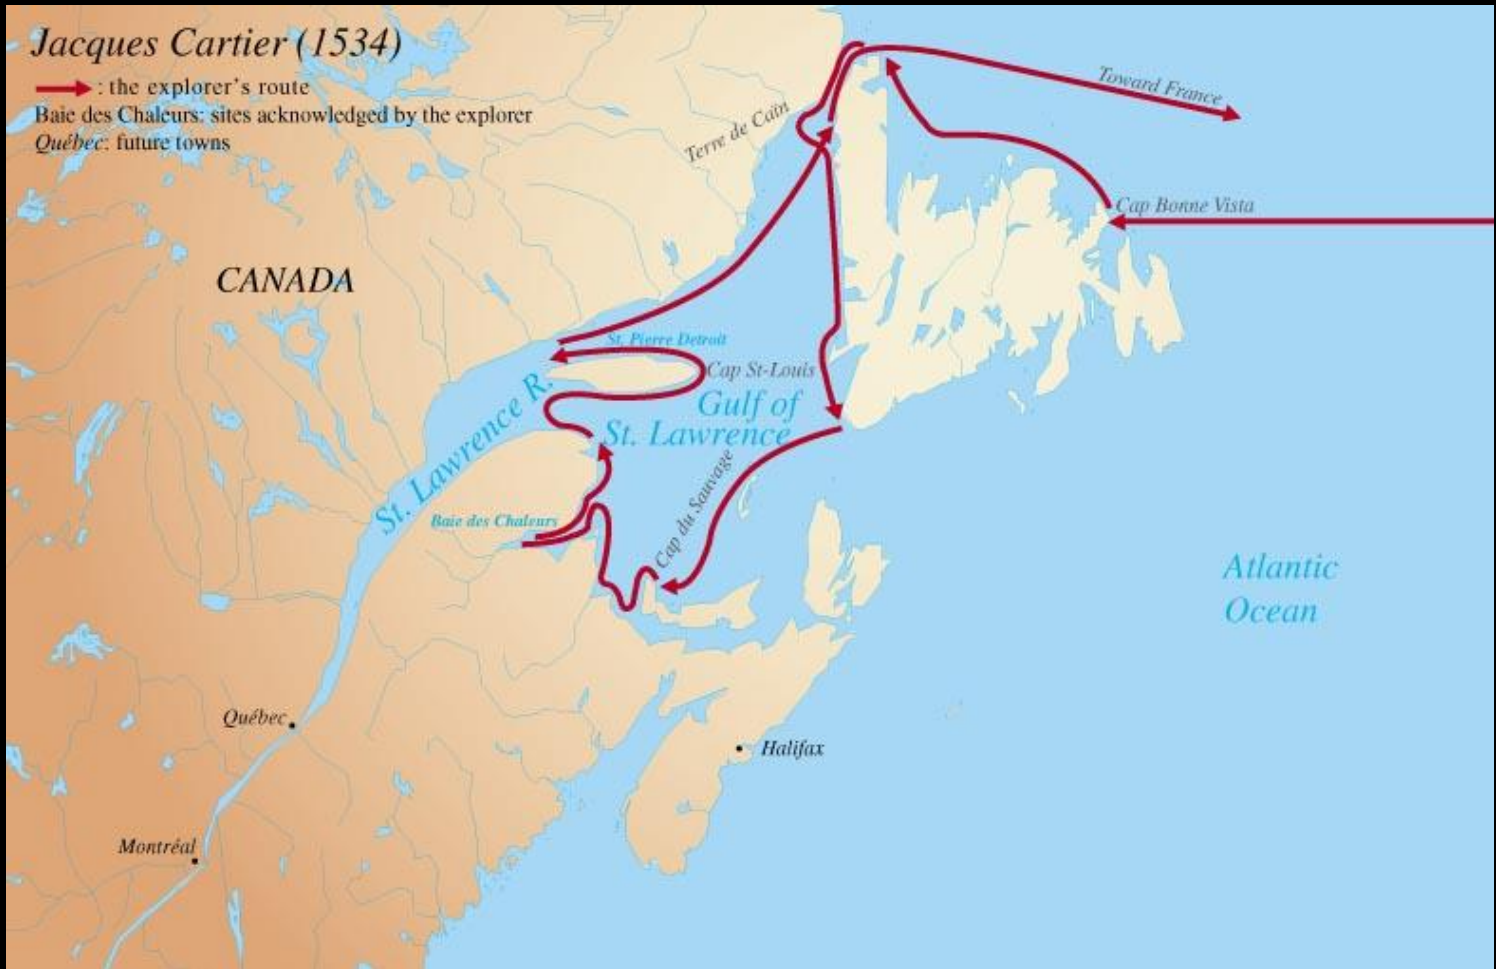 Jacques Cartier (1534)
: the explorer's route
Baie des Chaleurs: sites acknowledged by the explorer
Québec: future towns
Toward France
Terre de Caïn
Cap Bonne Vista
CANADA
St. Pierre Detroit
Cap St-Louis
Gulf of
St. Lawrence
St. Lawrence R.
Cap du Sauvage
Baie des Chaleurs
Atlantic
Ocean
Québec
Halifax
Montréal